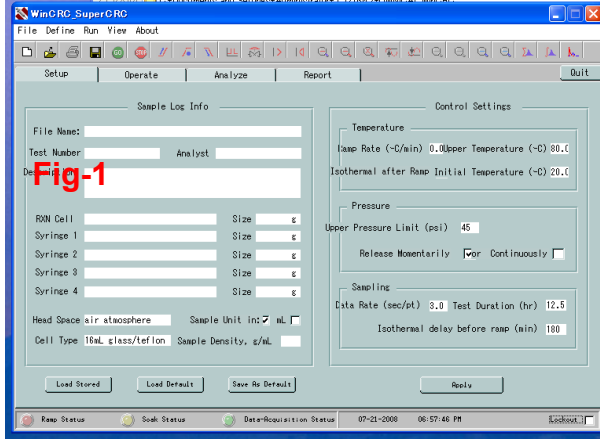 WinCRC_SuperCRC
File Define Run View About
Setup Operate Analyze Report Quit
Sample Log Info
File Name:
Test Number Analyst
Fig-1
RXN Cell Size g
Syringe 1 Size g
Syringe 2 Size g
Syringe 3 Size g
Syringe 4 Size g
Head Space air atmosphere Sample Unit in: mL
Cell Type 16mL glass/teflon Sample Density, g/mL
Load Stored Load Default Save As Default
Control Settings
Temperature
Ramp Rate (~C/min) 0.0 Upper Temperature (~C) 80.0
Isothermal after Ramp Initial Temperature (~C) 20.0
Pressure
Upper Pressure Limit (psi) 45
Release Momentarily or Continuously
Sampling
Data Rate (sec/pt) 3.0 Test Duration (hr) 12.5
Isothermal delay before ramp (min) 180
Apply
Ramp Status Soak Status Data-Acquisition Status 07-21-2008 06:57:46 PM Lockout